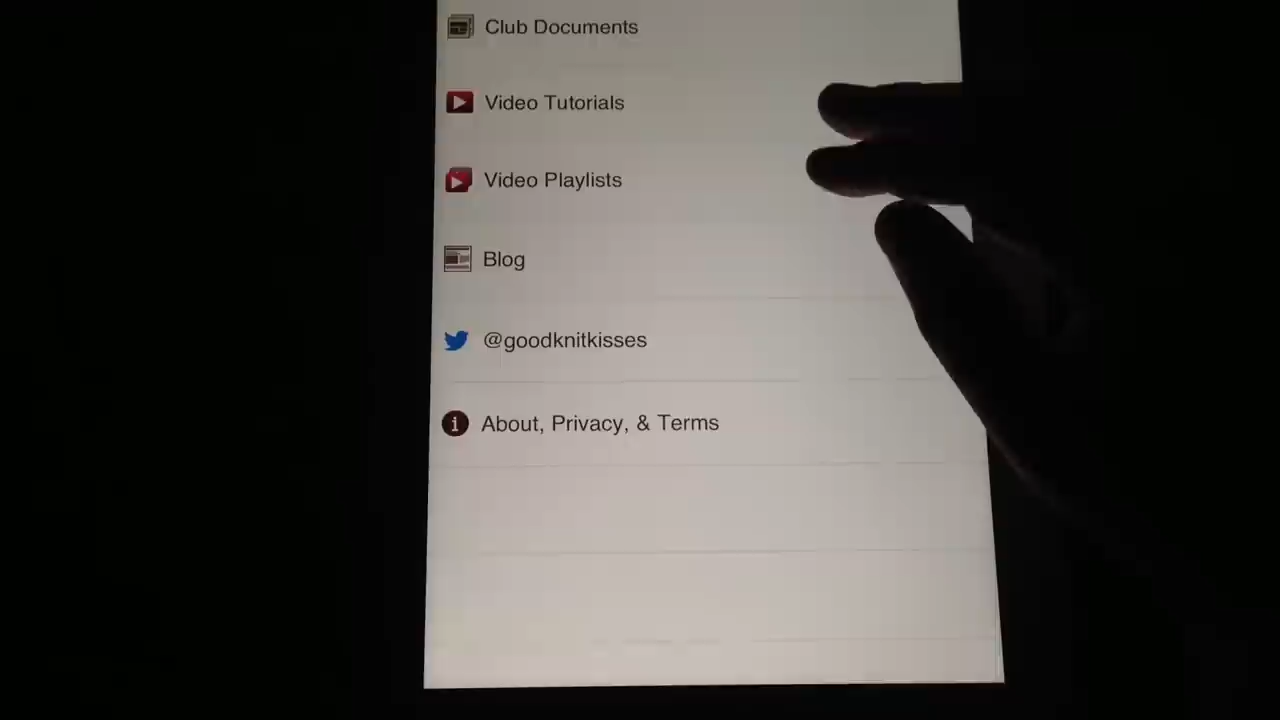 Club Documents
Video Tutorials
Video Playlists
Blog
@goodknitkisses
About, Privacy, & Terms